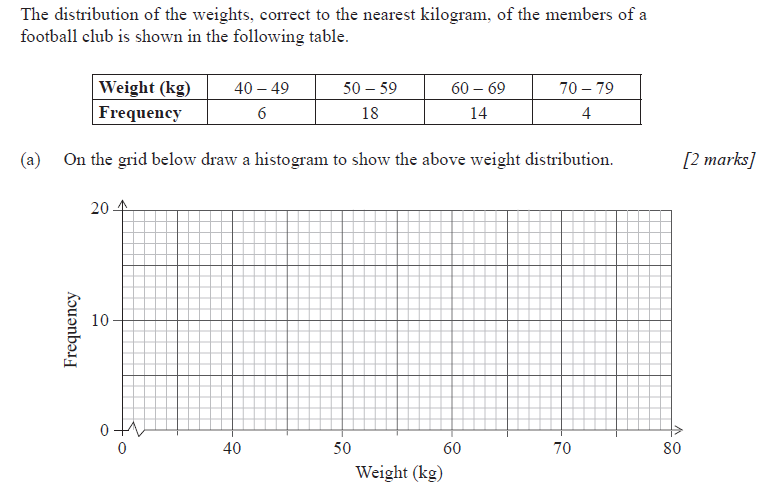 The distribution of the weights, correct to the nearest kilogram, of the members of a
football club is shown in the following table.
Weight (kg) 40 – 49 50 – 59 60 – 69 70 – 79
Frequency 6 18 14 4
(a) On the grid below draw a histogram to show the above weight distribution. [2 marks]
20
Frequency
10
0
0 40 50 60 70 80
Weight (kg)